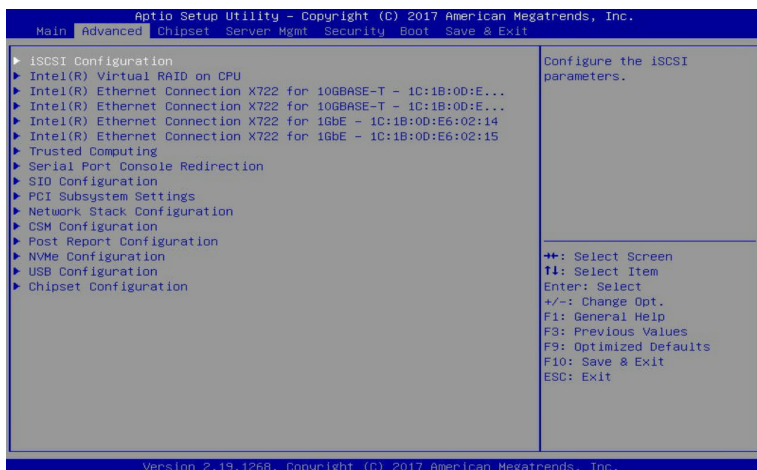 Aptio Setup Utility – Copyright (C) 2017 American Megatrends, Inc.
Main Advanced Chipset Server Mgmt Security Boot Save & Exit
▶ iSCSI Configuration
▶ Intel(R) Virtual RAID on CPU
▶ Intel(R) Ethernet Connection X722 for 10GBASE-T – 1C:1B:0D:E...
▶ Intel(R) Ethernet Connection X722 for 10GBASE-T – 1C:1B:0D:E...
▶ Intel(R) Ethernet Connection X722 for 1GbE – 1C:1B:0D:E6:02:14
▶ Intel(R) Ethernet Connection X722 for 1GbE – 1C:1B:0D:E6:02:15
▶ Trusted Computing
▶ Serial Port Console Redirection
▶ SIO Configuration
▶ PCI Subsystem Settings
▶ Network Stack Configuration
▶ CSM Configuration
▶ Post Report Configuration
▶ NVMe Configuration
▶ USB Configuration
▶ Chipset Configuration
Configure the iSCSI
parameters.
→←: Select Screen
↑↓: Select Item
Enter: Select
+/-: Change Opt.
F1: General Help
F3: Previous Values
F9: Optimized Defaults
F10: Save & Exit
ESC: Exit
Version 2.19.1268. Copyright (C) 2017 American Megatrends, Inc.